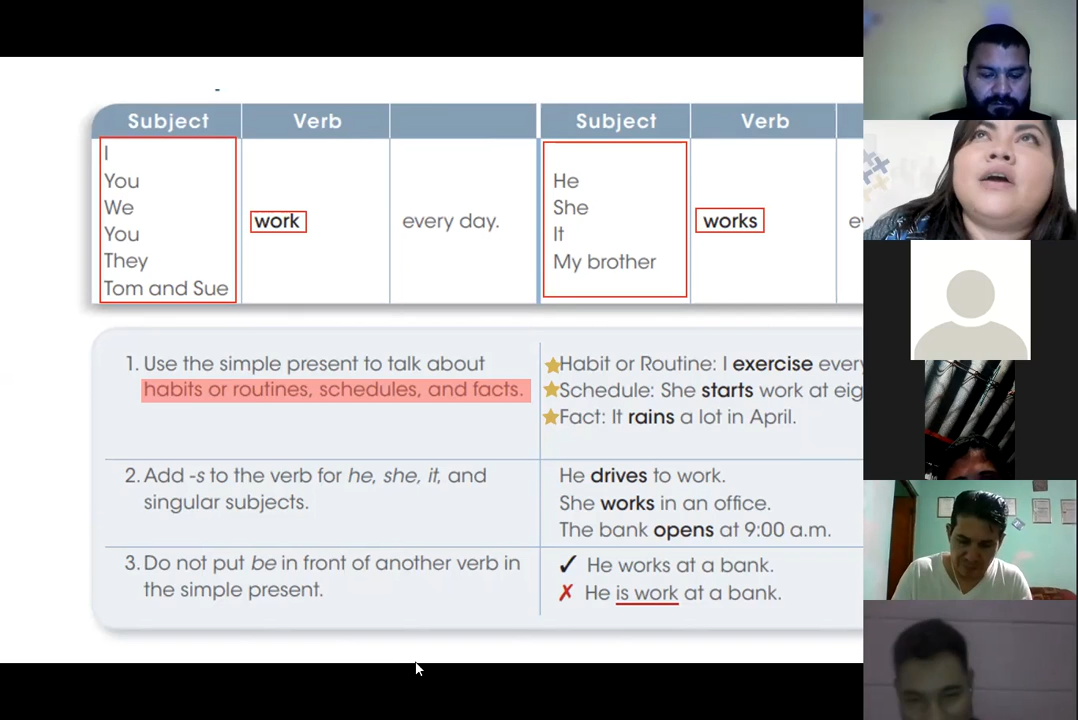 Subject Verb Subject Verb
I
You
We
You
They
Tom and Sue
work
every day.
He
She
It
My brother
works
1. Use the simple present to talk about
habits or routines, schedules, and facts.
Habit or Routine: I exercise every
Schedule: She starts work at eig
Fact: It rains a lot in April.
2. Add -s to the verb for he, she, it, and
singular subjects.
He drives to work.
She works in an office.
The bank opens at 9:00 a.m.
3. Do not put be in front of another verb in
the simple present.
✓ He works at a bank.
✗ He is work at a bank.